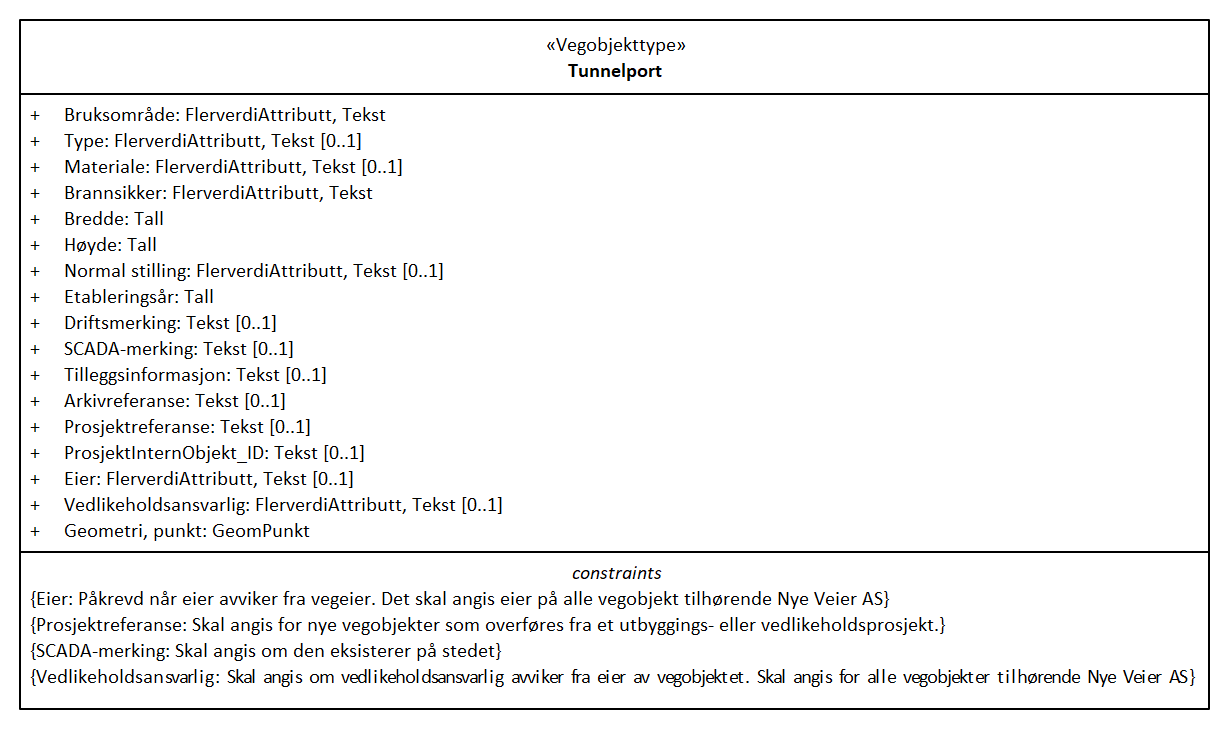 «Vegobjekttype»
Tunnelport
+ Bruksområde: FlerverdiAttributt, Tekst
+ Type: FlerverdiAttributt, Tekst [0..1]
+ Materiale: FlerverdiAttributt, Tekst [0..1]
+ Brannsikker: FlerverdiAttributt, Tekst
+ Bredde: Tall
+ Høyde: Tall
+ Normal stilling: FlerverdiAttributt, Tekst [0..1]
+ Etableringsår: Tall
+ Driftsmerking: Tekst [0..1]
+ SCADA-merking: Tekst [0..1]
+ Tilleggsinformasjon: Tekst [0..1]
+ Arkivreferanse: Tekst [0..1]
+ Prosjektreferanse: Tekst [0..1]
+ ProsjektInternObjekt_ID: Tekst [0..1]
+ Eier: FlerverdiAttributt, Tekst [0..1]
+ Vedlikeholdsansvarlig: FlerverdiAttributt, Tekst [0..1]
+ Geometri, punkt: GeomPunkt
constraints
{Eier: Påkrevd når eier avviker fra vegeier. Det skal angis eier på alle vegobjekt tilhørende Nye Veier AS}
{Prosjektreferanse: Skal angis for nye vegobjekter som overføres fra et utbyggings- eller vedlikeholdsprosjekt.}
{SCADA-merking: Skal angis om den eksisterer på stedet}
{Vedlikeholdsansvarlig: Skal angis om vedlikeholdsansvarlig avviker fra eier av vegobjektet. Skal angis for alle vegobjekter tilhørende Nye Veier AS}